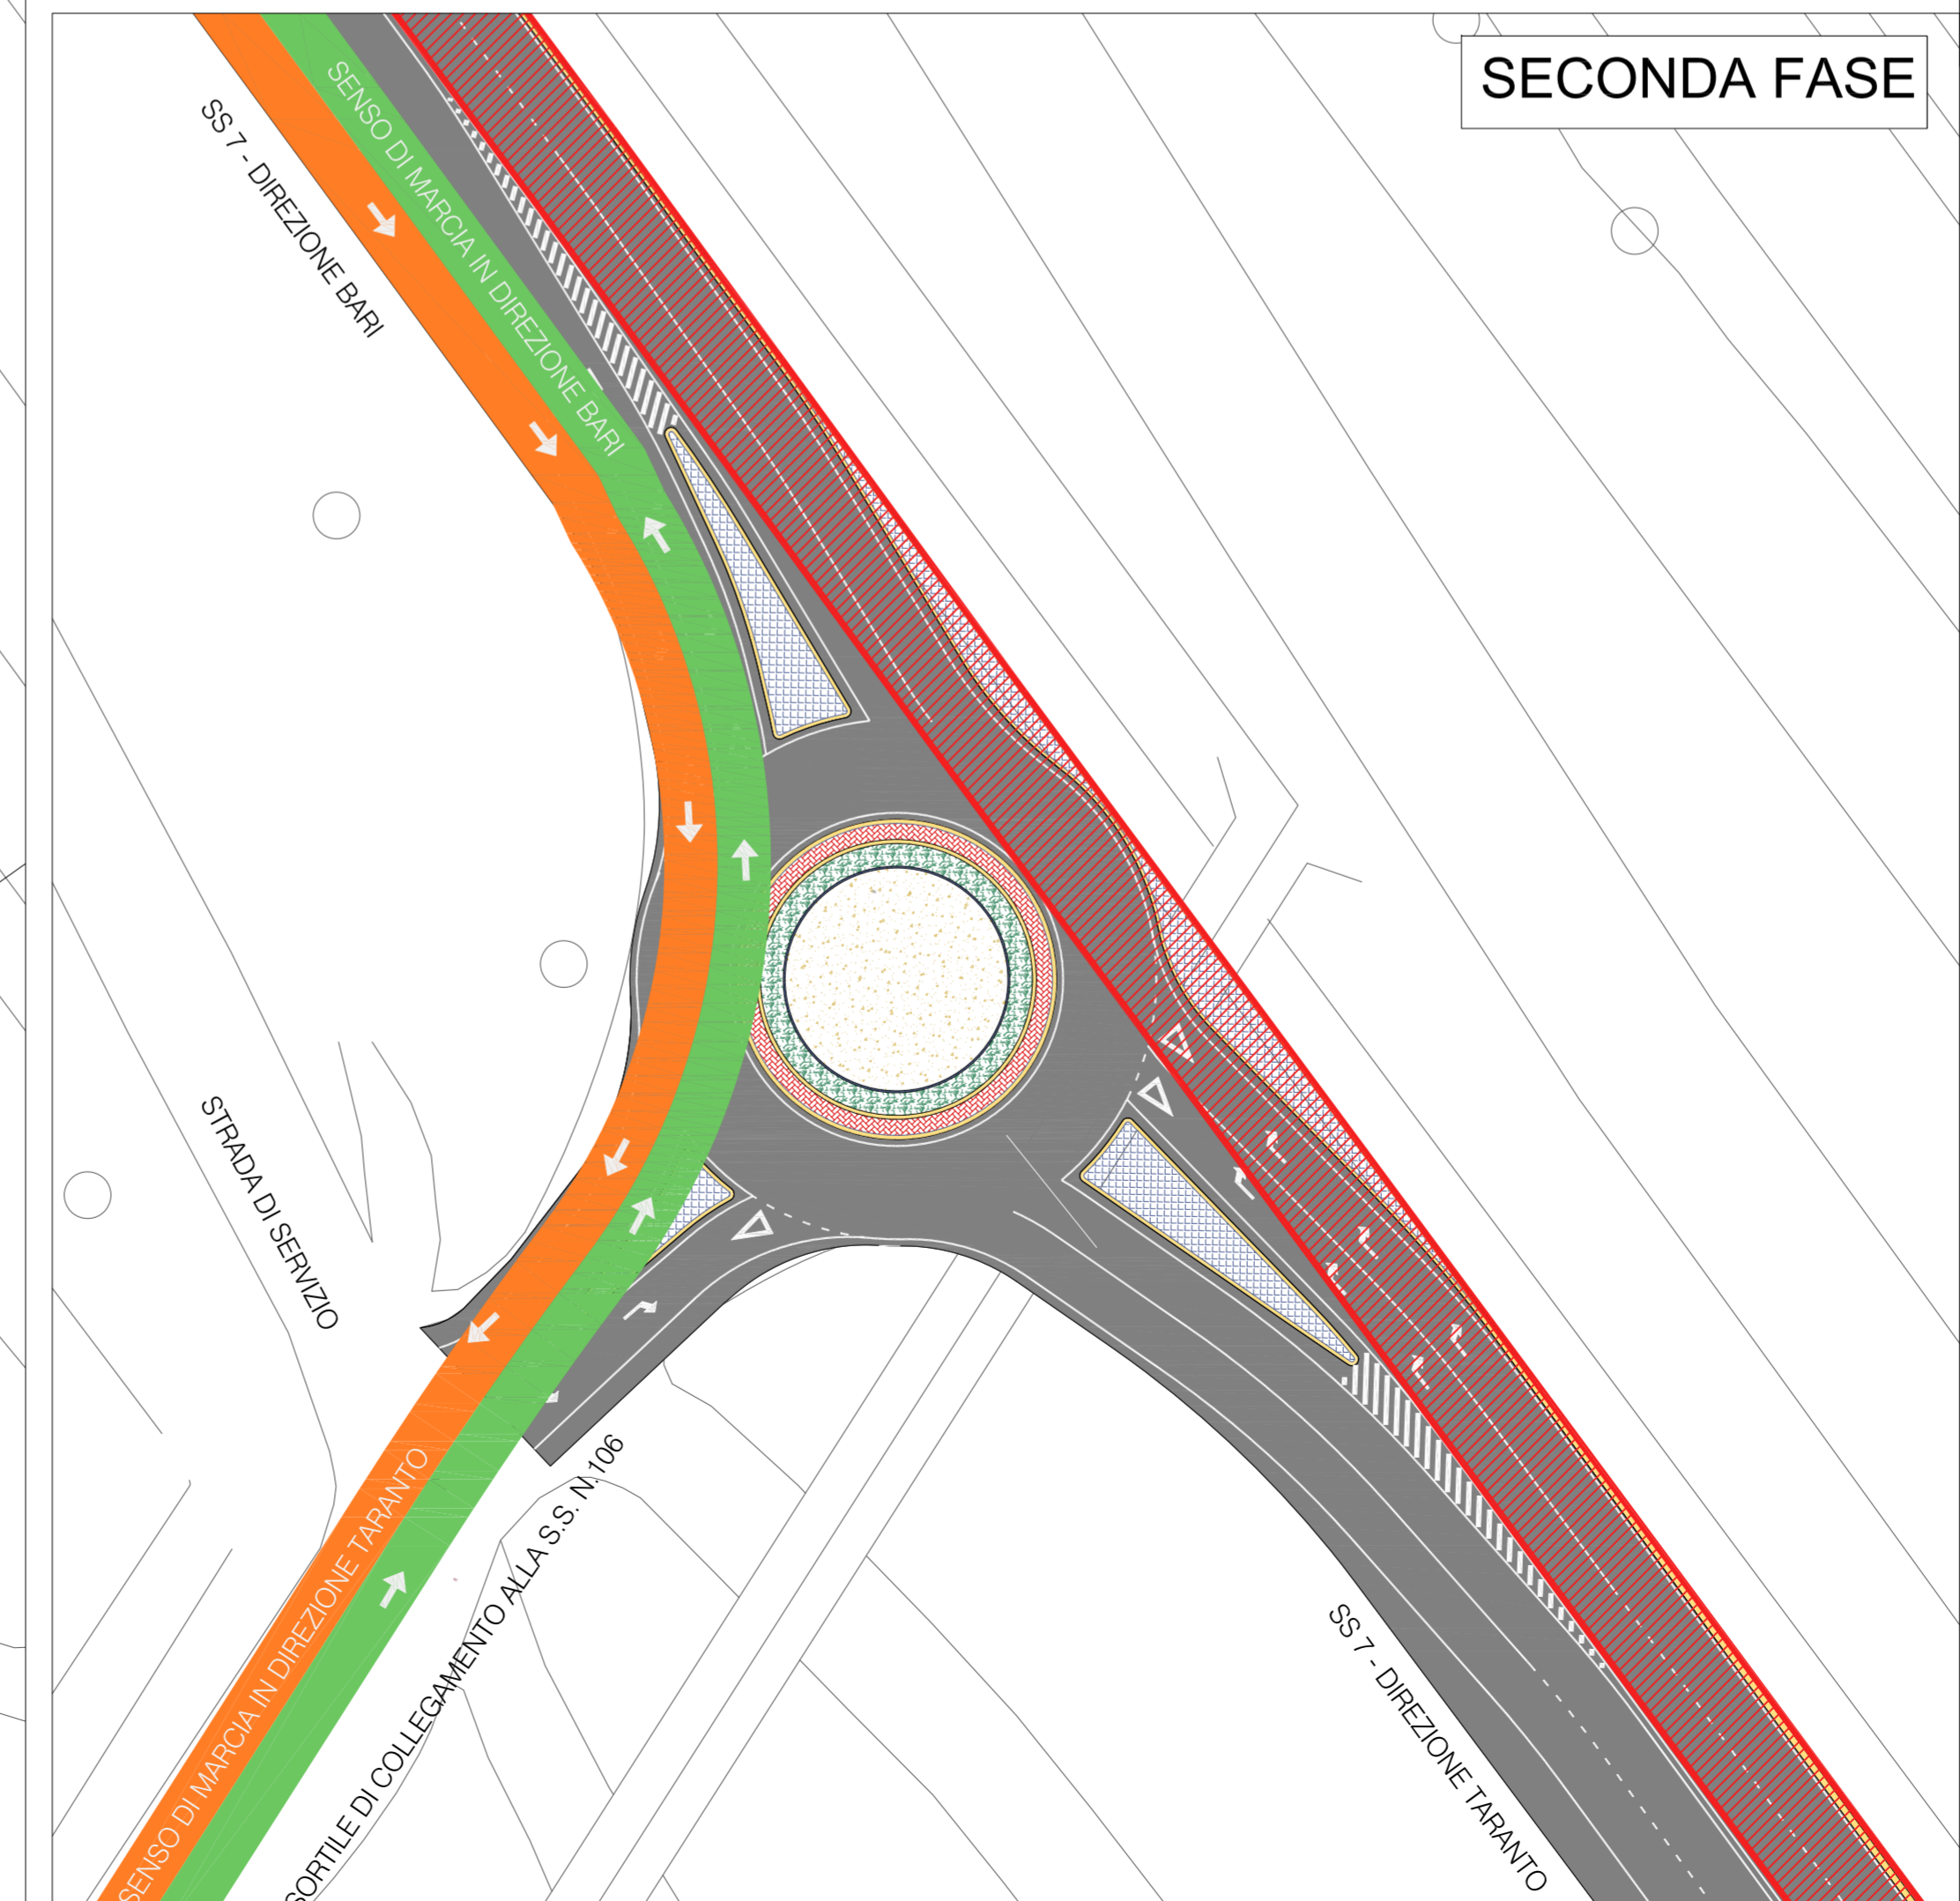 SECONDA FASE
SS 7 - DIREZIONE BARI
SENSO DI MARCIA IN DIREZIONE BARI
STRADA DI SERVIZIO
SENSO DI MARCIA IN DIREZIONE TARANTO
SORTILE DI COLLEGAMENTO ALLA S.S. N.106
SS 7 - DIREZIONE TARANTO